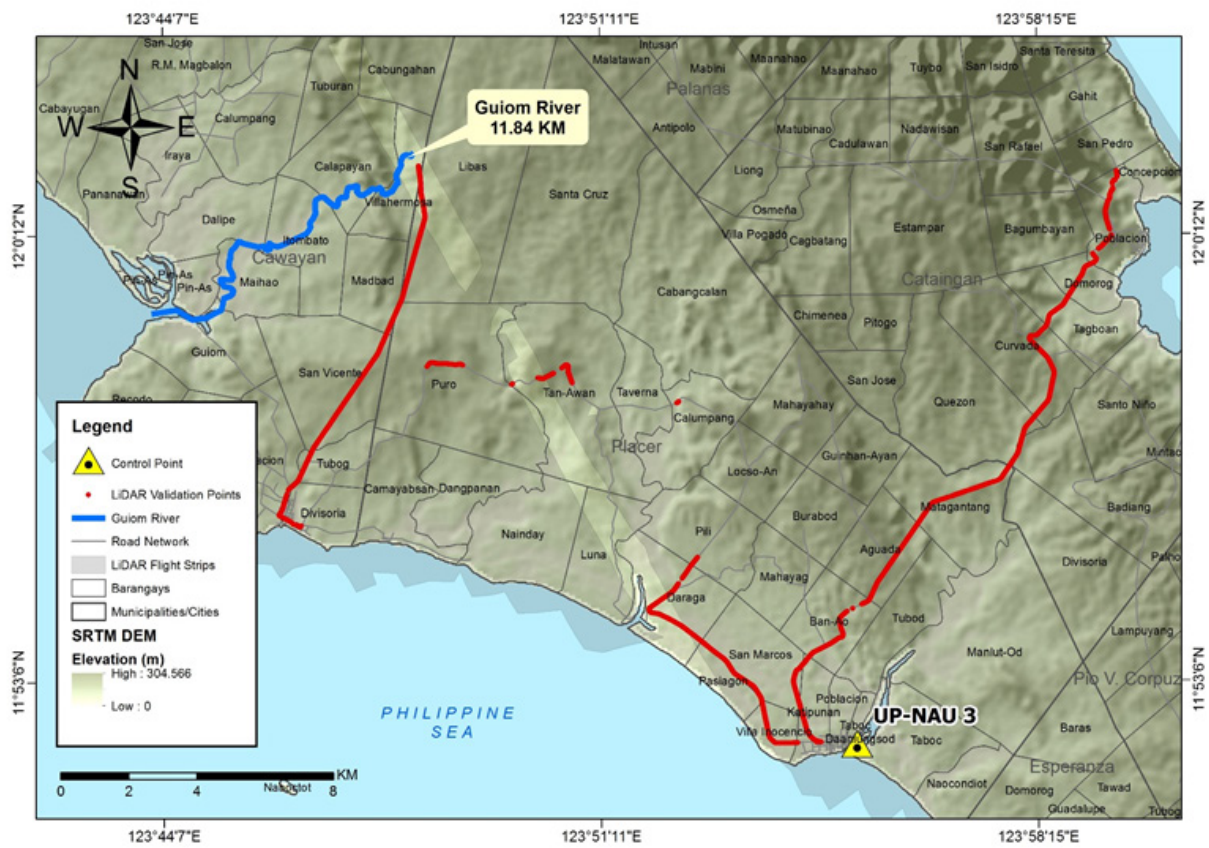 123°44'7"E
123°51'11"E
123°58'15"E
San Jose
R.M. Magbalon
Cabungahan
Tuburan
Intusan
Malatawan
Mabini
Maanahao
Maanahao
Tuybo
San Isidro
Santa Teresita
Palanas
Gahit
N
W
E
S
Cabayugan
Calumpang
Iraya
Guiom River
11.84 KM
Antipolo
Matubinao
Cadulawan
Nadawisan
San Rafael
San Pedro
Calapayan
Libas
Liong
Concepcion
Pananawan
Villahermosa
Santa Cruz
Dalipe
Osmeña
12°0'12"N
12°0'12"N
Itombato
Villa Pogado
Cagbatang
Estampar
Bagumbayan
Poblacion
Cawayan
Pin-As
Pin-As
Pin-As
Maihao
Madbad
Cataingan
Domorog
Cabangcalan
Chimenea
Pitogo
Tagboan
Guiom
Curvada
San Vicente
Puro
Tan-Awan
Taverna
San Jose
Quezon
Mahayahay
Santo Niño
Calumpang
Placer
Guinhan-Ayan
Tubog
Locso-An
Camayabsan
Dangpanan
Matagantang
Badiang
Divisoria
Burabod
Nainday
Pili
Luna
Aguada
Divisoria
Mahayag
Daraga
Ban-Ao
Tubod
Lampuyang
San Marcos
Manlut-Od
11°53'6"N
11°53'6"N
Pasiagon
Pio V. Corpuz
Poblacion
Katipunan
UP-NAU 3
Taboc
Villa Inocencio
Daamungsod
Taboc
Baras
Esperanza
Naocondiot
Domorog
Tawad
Guadalupe
Tubog
PHILIPPINE
SEA
Legend
Control Point
LiDAR Validation Points
Guiom River
Road Network
LiDAR Flight Strips
Barangays
Municipalities/Cities
SRTM DEM
Elevation (m)
High : 304.566
Low : 0
KM
0 2 4 6 8
123°44'7"E
123°51'11"E
123°58'15"E